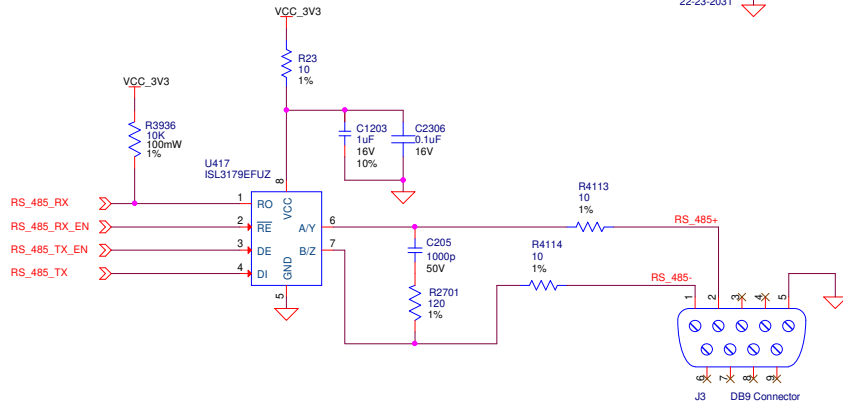 22-23-2031
VCC_3V3
R23
10
1%
VCC_3V3
R3936
10K
100mW
1%
C1203
1uF
16V
10%
C2306
0.1uF
16V
U417
ISL3179EFUZ
8
VCC
RS_485_RX
1
RO
RS_485_RX_EN
2
RE
RS_485_TX_EN
3
DE
RS_485_TX
4
DI
A/Y
6
B/Z
7
GND
5
R4113
10
1%
RS_485+
C205
1000p
50V
R4114
10
1%
RS_485-
R2701
120
1%
1
2
3
4
5
6
7
8
9
J3
DB9 Connector